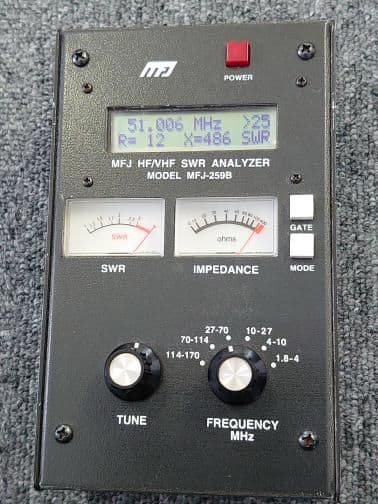 MFJ
POWER
51.006 MHz >25
R= 12 X=486 SWR
MFJ HF/VHF SWR ANALYZER
MODEL MFJ-259B
SWR
ohms
GATE
SWR
IMPEDANCE
MODE
27-70 10-27
70-114 4-10
114-170 1.8-4
TUNE
FREQUENCY
MHz